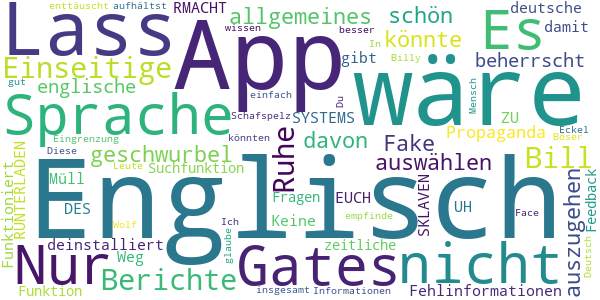 enttäuscht aufhältst RMACHT allgemeines schön deutsche
Lass App wissen besser Es damit
könnte
Einseitige In gibt Billy beherrscht
gut englische einfach wäre Mensch
Sprache Schafspelz SYSTEMS Du ZU Eckel
Eingrenzung davon Fake Propaganda Böser
Diese geschwurbel Ruhe könnten auswählen Bill
Funktioniert RUNTERLADEN Müll Leute Suchfunktion
DES Englisch Fragen EUCH SKLAVEN UH auszugehen Feedback
Wolf Keine Ich empfinde Face
deinstalliert zeitliche
Nur Weg glaube Gates nicht Deutsch
Funktion Berichte insgesamt Informationen Fehlinformationen